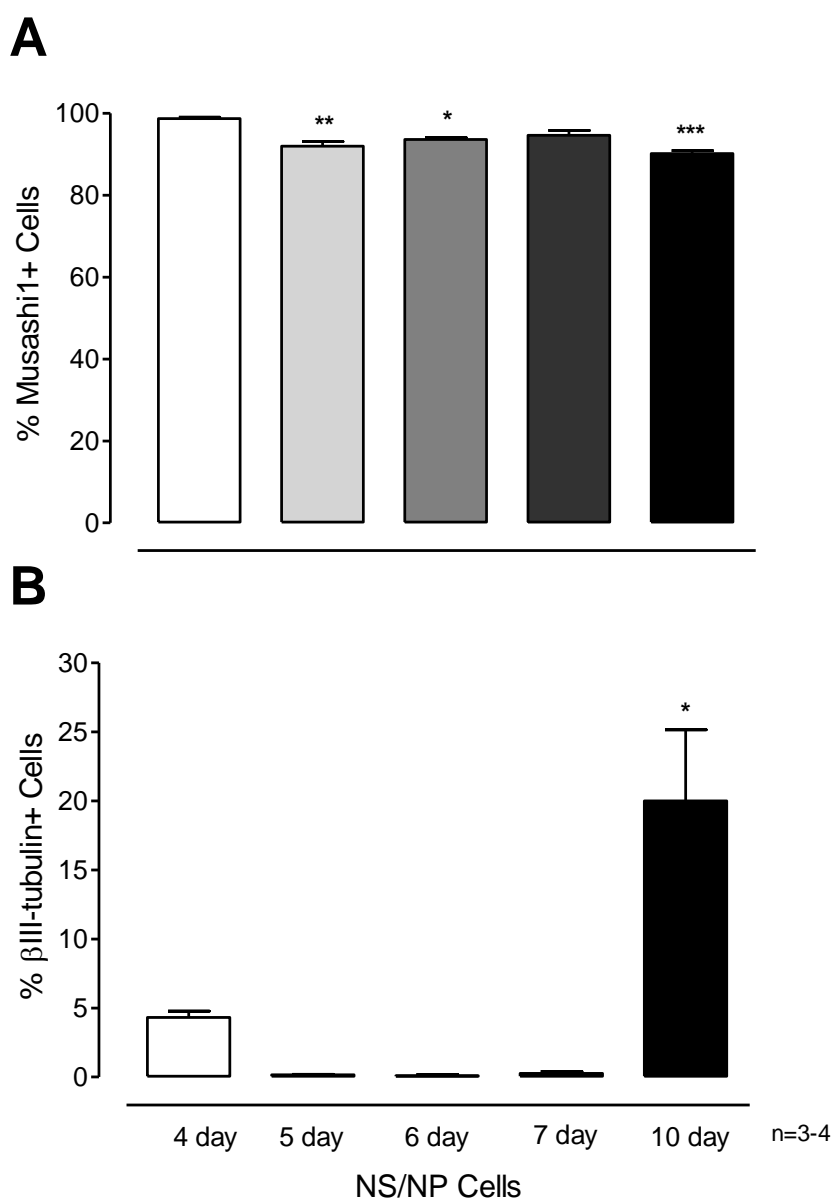 A
100
80
60
40
20
0
% Musashi1+ Cells
**
*
***
B
30
25
20
15
10
5
0
% βIII-tubulin+ Cells
*
4 day 5 day 6 day 7 day 10 day n=3-4
NS/NP Cells